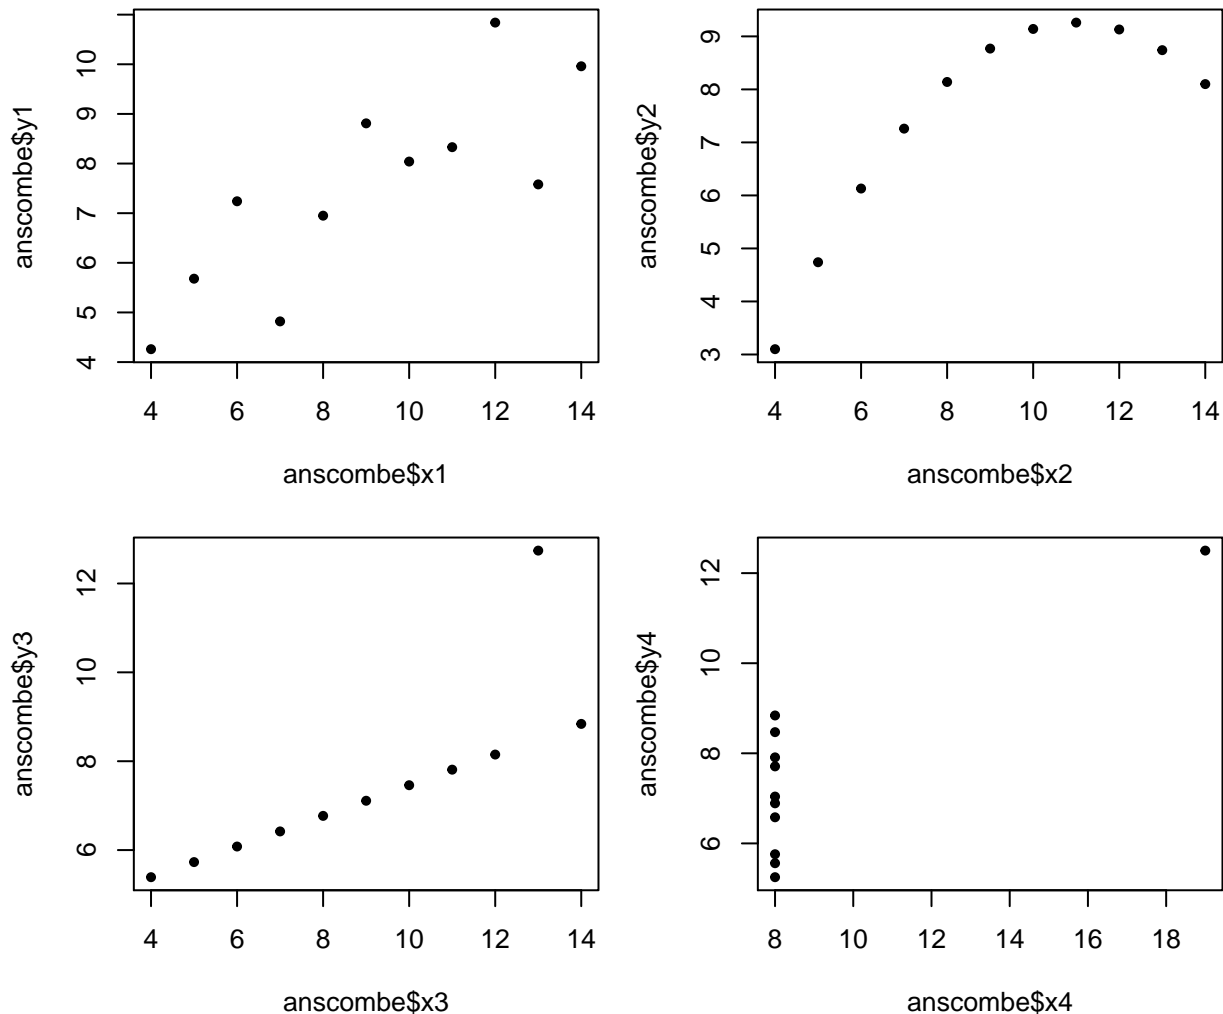 anscombe$y1
4 5 6 7 8 9 10
4 6 8 10 12 14
anscombe$x1
anscombe$y2
3 4 5 6 7 8 9
4 6 8 10 12 14
anscombe$x2
anscombe$y3
6 8 10 12
4 6 8 10 12 14
anscombe$x3
anscombe$y4
6 8 10 12
8 10 12 14 16 18
anscombe$x4